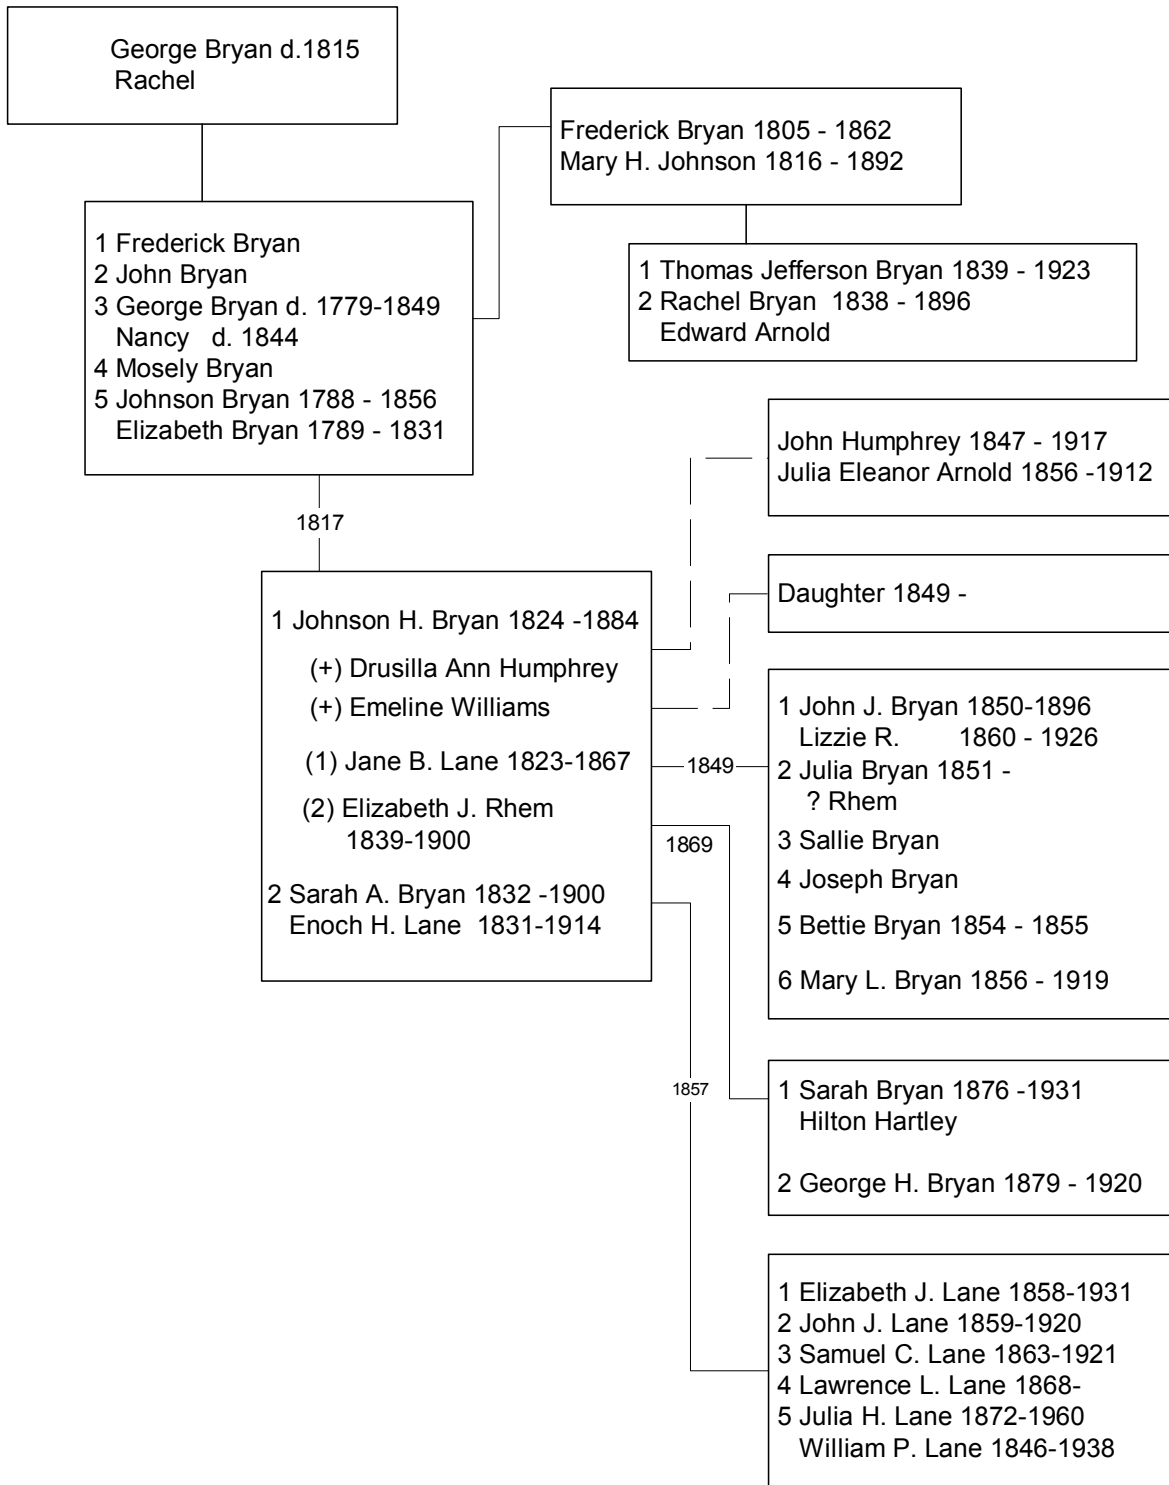 George Bryan d.1815
Rachel
Frederick Bryan 1805 - 1862
Mary H. Johnson 1816 - 1892
1 Frederick Bryan
2 John Bryan
3 George Bryan d. 1779-1849
Nancy d. 1844
4 Mosely Bryan
5 Johnson Bryan 1788 - 1856
Elizabeth Bryan 1789 - 1831
1 Thomas Jefferson Bryan 1839 - 1923
2 Rachel Bryan 1838 - 1896
Edward Arnold
John Humphrey 1847 - 1917
Julia Eleanor Arnold 1856 -1912
1817
Daughter 1849 -
1 Johnson H. Bryan 1824 -1884
(+) Drusilla Ann Humphrey
(+) Emeline Williams
(1) Jane B. Lane 1823-1867
(2) Elizabeth J. Rhem
1839-1900
2 Sarah A. Bryan 1832 -1900
Enoch H. Lane 1831-1914
1849
1869
1857
1 John J. Bryan 1850-1896
Lizzie R. 1860 - 1926
2 Julia Bryan 1851 -
? Rhem
3 Sallie Bryan
4 Joseph Bryan
5 Bettie Bryan 1854 - 1855
6 Mary L. Bryan 1856 - 1919
1 Sarah Bryan 1876 -1931
Hilton Hartley
2 George H. Bryan 1879 - 1920
1 Elizabeth J. Lane 1858-1931
2 John J. Lane 1859-1920
3 Samuel C. Lane 1863-1921
4 Lawrence L. Lane 1868-
5 Julia H. Lane 1872-1960
William P. Lane 1846-1938